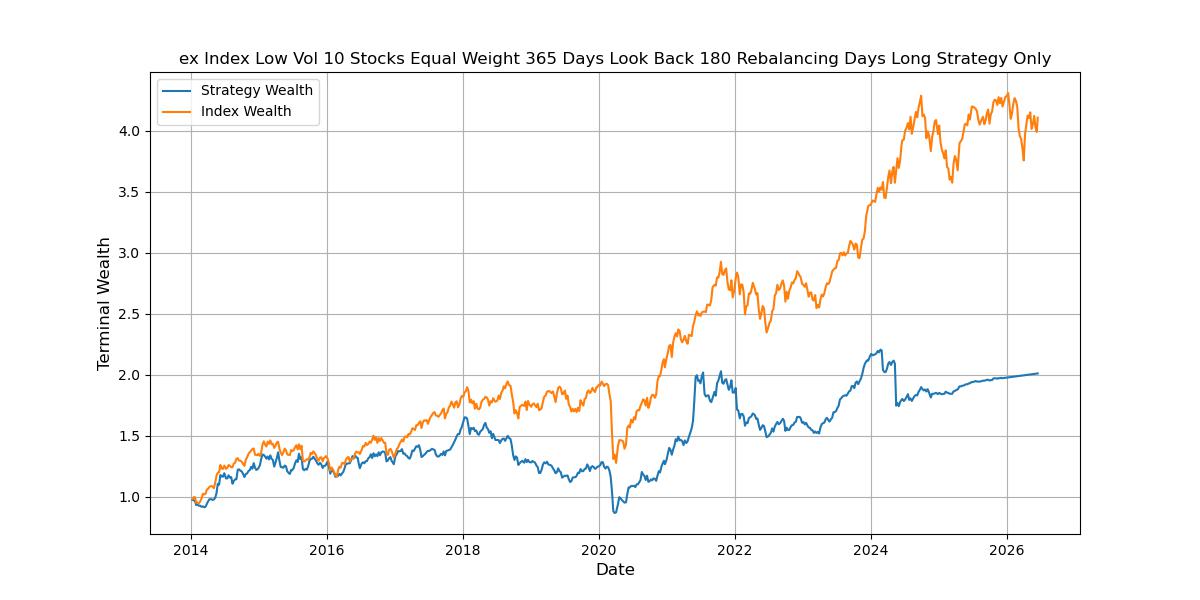 ex Index Low Vol 10 Stocks Equal Weight 365 Days Look Back 180 Rebalancing Days Long Strategy Only
Strategy Wealth
Index Wealth
Terminal Wealth
4.0
3.5
3.0
2.5
2.0
1.5
1.0
2014 2016 2018 2020 2022 2024 2026
Date